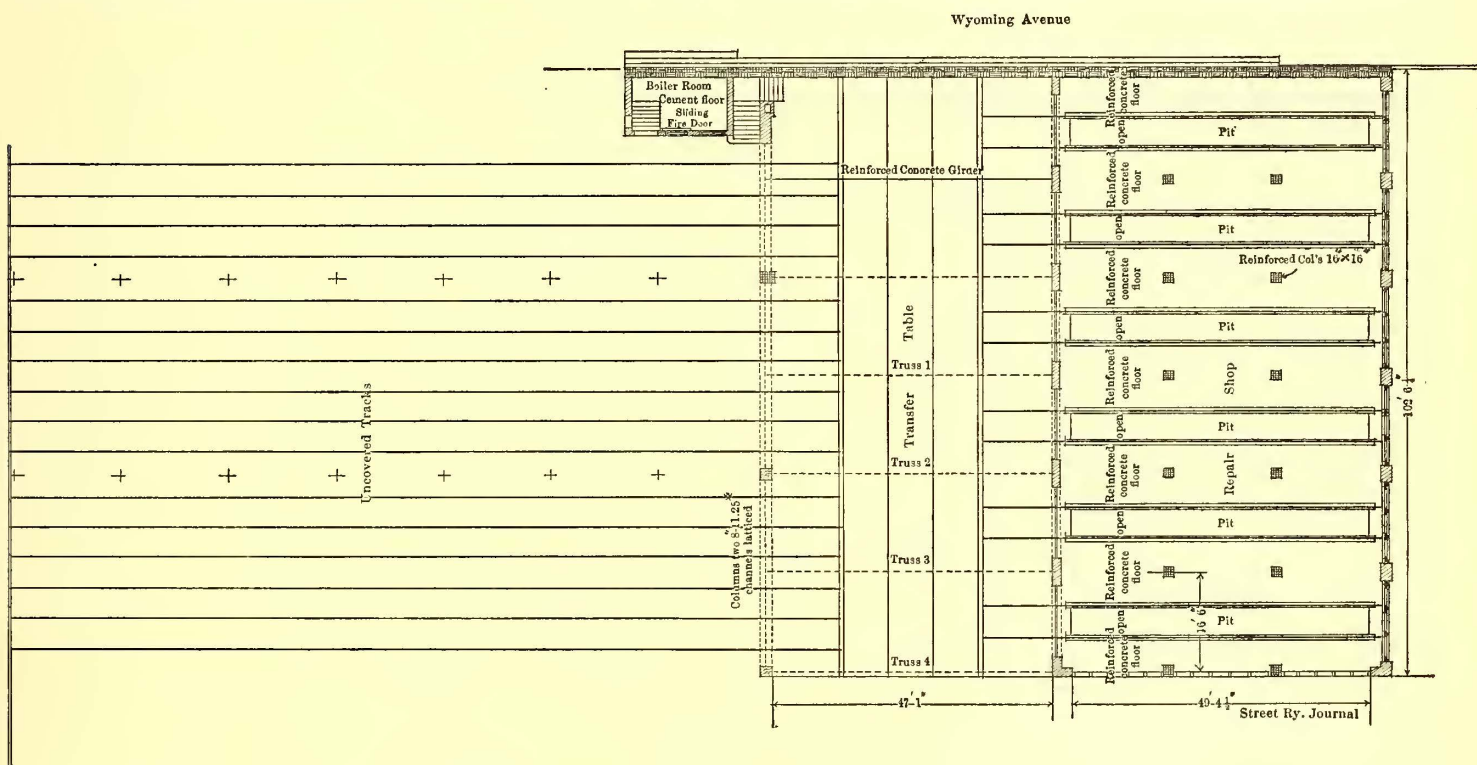 Wyoming Avenue
Boiler Room
Cement floor
Sliding
Fire Door
Reinforced
concrete
floor
open
Pit
Reinforced Concrete Girder
Reinforced
concrete
floor
open
Pit
Reinforced Col's 16"×16"
Reinforced
concrete
floor
open
Pit
Transfer Table
Truss 1
Reinforced
concrete
floor
Repair Shop
102'-6¼"
Uncovered Tracks
open
Pit
Truss 2
Reinforced
concrete
floor
Columns two 8"-11.25#
channels latticed
open
Pit
Truss 3
Reinforced
concrete
floor
16'6"
open
Pit
Truss 4
Reinforced
concrete
floor
47'-1"
49'-4½"
Street Ry. Journal